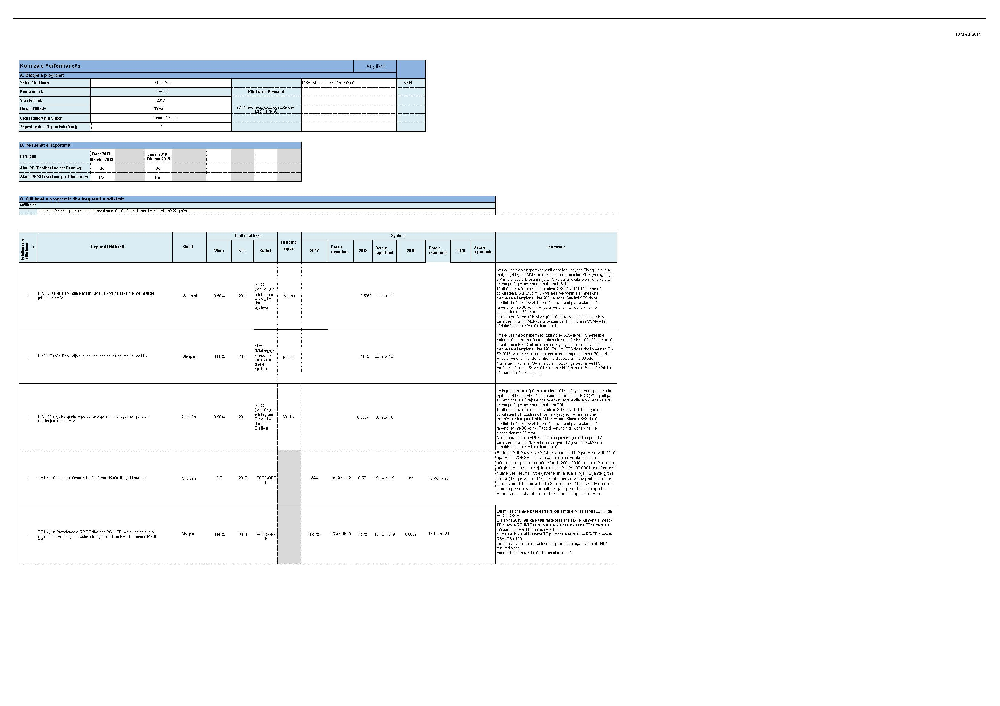 10 March 2014
Korniza e Performancës
Anglisht
A. Detajet e programit
Shteti / Aplikues:
Shqipëria
MSH_Ministria e Shëndetësisë
MSH
Komponenti:
HIV/TB
Përfituesit Kryesorë
Viti i Fillimit:
2017
Muaji i Fillimit:
Tetor
(Ju lutem përzgjidhni nga lista ose
shto një të re)
Cikli i Raportimit Vjetor
Janar - Dhjetor
Shpeshtësia e Raportimit (Muaj)
12
B. Periudhat e Raportimit
Periudha
Tetor 2017-
Dhjetor 2018
Janar 2019 -
Dhjetor 2019
Afati PE (Përditësime për Ecurinë)
Jo
Jo
Afati i PE/KR (Kërkesa për Rimbursim
Po
Po
C. Qëllimet e programit dhe treguesit e ndikimit
Qëllimet:
1
Të sigurojë se Shqipëria ruan një prevalencë të ulët të vendit për TB dhe HIV në Shqipëri.
Të lidhura me
qëllimin(et)
#
Treguesi i Ndikimit
Shteti
Të dhënat bazë
Të ndara
sipas
Synimet
Komente
Vlera
Viti
Burimi
2017
Data e
raportimit
2018
Data e
raportimit
2019
Data e
raportimit
2020
Data e
raportimit
1
HIV I-9 a (M): Përqindja e meshkujve që kryejnë seks me meshkuj që
jetojnë me HIV
Shqipëri
0.50%
2011
SIBS
(Mbikëqyrja
e Integruar
Biologjike
dhe e
Sjelljes)
Mosha
0.50%
30 tetor 18
Ky tregues matet nëpërmjet studimit të Mbikëqyrjes Biologjike dhe të
Sjelljes (SBS) tek MMS-të, duke përdorur metodën RDS (Përzgjedhja
e Kampionëve e Drejtuar nga të Anketuarit), e cila lejon që të ketë të
dhëna përfaqësuese për popullatën MSM.
Të dhënat bazë i referohen studimit SBS të vitit 2011 i kryer në
popullatën MSM. Studimi u krye në kryeqytetin e Tiranës dhe
madhësia e kampionit ishte 200 persona. Studimi SBS do të
zhvillohet nën S1-S2 2018. Vetëm rezultatet paraprake do të
raportohen më 30 korrik. Raporti përfundimtar do të vihet në
dispozicion më 30 tetor.
Numëruesi: Numri i MSM-ve që dolën pozitiv nga testimi për HIV
Emëruesi: Numri i MSM-ve të testuar për HIV (numri i MSM-ve të
përfshirë në madhësinë e kampionit)
1
HIV I-10 (M): Përqindja e punonjësve të seksit që jetojnë me HIV
Shqipëri
0.00%
2011
SIBS
(Mbikëqyrja
e Integruar
Biologjike
dhe e
Sjelljes)
Mosha
0.50%
30 tetor 18
Ky tregues matet nëpërmjet studimit të SBS-së tek Punonjësit e
Seksit. Të dhënat bazë i referohen studimit të SBS-së 2011 i kryer në
popullatën e PS. Studimi u krye në kryeqytetin e Tiranës dhe
madhësia e kampionit ishte 120. Studimi SBS do të zhvillohet nën S1-
S2 2018. Vetëm rezultatet paraprake do të raportohen më 30 korrik.
Raporti përfundimtar do të vihet në dispozicion më 30 tetor.
Numëruesi: Numri i PS-ve që dolën pozitiv nga testimi për HIV
Emëruesi: Numri i PS-ve të testuar për HIV (numri i PS-ve të përfshirë
në madhësinë e kampionit)
1
HIV I-11 (M): Përqindja e personave që marrin drogë me injeksion
të cilët jetojnë me HIV
Shqipëri
0.50%
2011
SIBS
(Mbikëqyrja
e Integruar
Biologjike
dhe e
Sjelljes)
Mosha
0.50%
30 tetor 18
Ky tregues matet nëpërmjet studimit të Mbikëqyrjes Biologjike dhe të
Sjelljes (SBS) tek PDI-të, duke përdorur metodën RDS (Përzgjedhja
e Kampionëve e Drejtuar nga të Anketuarit), e cila lejon që të ketë të
dhëna përfaqësuese për popullatën PDI.
Të dhënat bazë i referohen studimit SBS të vitit 2011 i kryer në
popullatën PDI. Studimi u krye në kryeqytetin e Tiranës dhe
madhësia e kampionit ishte 200 persona. Studimi SBS do të
zhvillohet nën S1-S2 2018. Vetëm rezultatet paraprake do të
raportohen më 30 korrik. Raporti përfundimtar do të vihet në
dispozicion më 30 tetor.
Numëruesi: Numri i PDI-ve që dolën pozitiv nga testimi për HIV
Emëruesi: Numri i PDI-ve të testuar për HIV (numri i MSM-ve të
përfshirë në madhësinë e kampionit)
1
TB I-3: Përqindja e sëmundshmërisë me TB për 100,000 banorë
Shqipëri
0.6
2015
ECDC/OBS
H
0.58
15 Korrik 18
0.57
15 Korrik 19
0.56
15 Korrik 20
Burimi i të dhënave bazë është raporti i mbikëqyrjes së vitit 2015
nga ECDC/OBSH. Tendenca në rënie e vdekshmërisë e
përllogaritur për periudhën e fundit 2001-2015 tregon një rënie në
përqindjen mesatare vjetore me 1.1% për 100.000 banorë çdo vit.
Numëruesi: Numri i vdekjeve të shkaktuara nga TB-ja (të gjitha
format) tek personat HIV –negativ për vit, sipas përkufizimit të
Klasifikimit Ndërkombëtar të Sëmundjeve 10 (KNS). Emëruesi:
Numri i personave në popullatë gjatë periudhës së raportimit.
Burimi për rezultatet do të jetë Sistemi i Regjistrimit Vital.
1
TB I-4(M): Prevalenca e RR-TB dhe/ose RSHI-TB midis pacientëve të
rinj me TB: Përqindjet e rasteve të reja të TB me RR-TB dhe/ose RSHI-
TB
Shqipëri
0.60%
2014
ECDC/OBS
H
0.60%
15 Korrik 18
0.60%
15 Korrik 19
0.60%
15 Korrik 20
Burimi i të dhënave bazë është raporti i mbikëqyrjes së vitit 2014 nga
ECDC/OBSH.
Gjatë vitit 2015 nuk ka pasur raste te reja të TB-së pulmonare me RR-
TB dhe/ose RSHI-TB të raportuara. Ka pasur 4 raste TB të trajtuara
më parë me RR-TB dhe/ose RSHI-TB.
Numëruesi: Numri i rasteve TB pulmonare të reja me RR-TB dhe/ose
RSHI-TB x 100
Emëruesi: Numri total i rasteve TB pulmonare nga rezultatet TNB/
rezultati Xpert..
Burimi i të dhënave do të jetë raportimi rutinë.